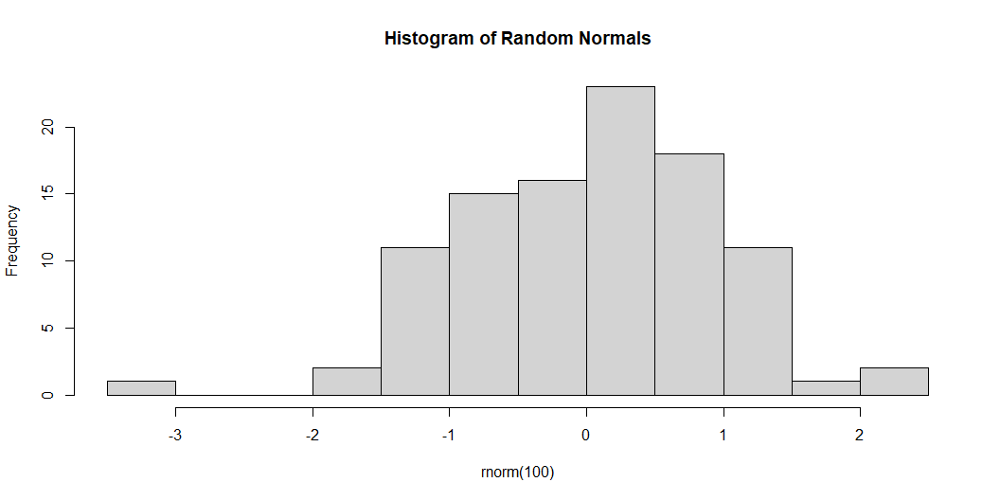 Histogram of Random Normals
Frequency
20
15
10
5
0
-3 -2 -1 0 1 2
rnorm(100)